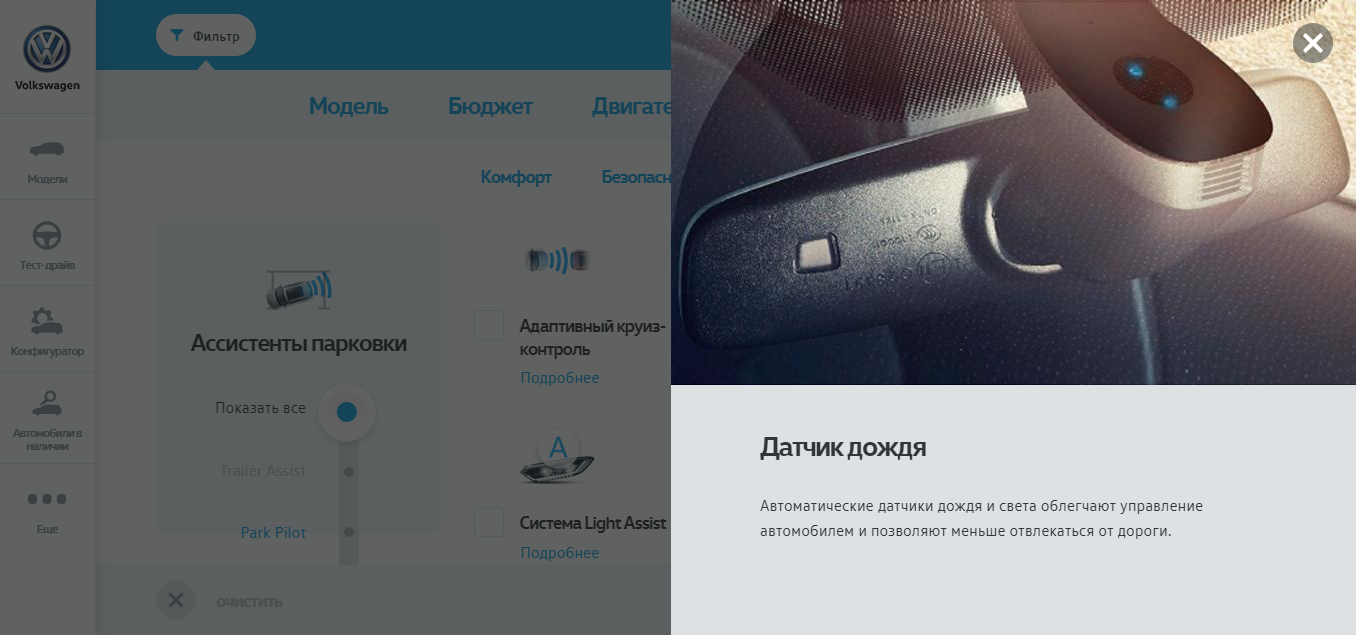 Volkswagen
Модели
Тест-драйв
Конфигуратор
Автомобили в
наличии
Еще
Фильтр
Модель Бюджет
Комфорт
Ассистенты парковки
Показать все
Trailer Assist
Park Pilot
Адаптивный круиз-
контроль
Подробнее
A
Система Light Assist
Подробнее
очистить
Датчик дождя
Автоматические датчики дождя и света облегчают управление
автомобилем и позволяют меньше отвлекаться от дороги.